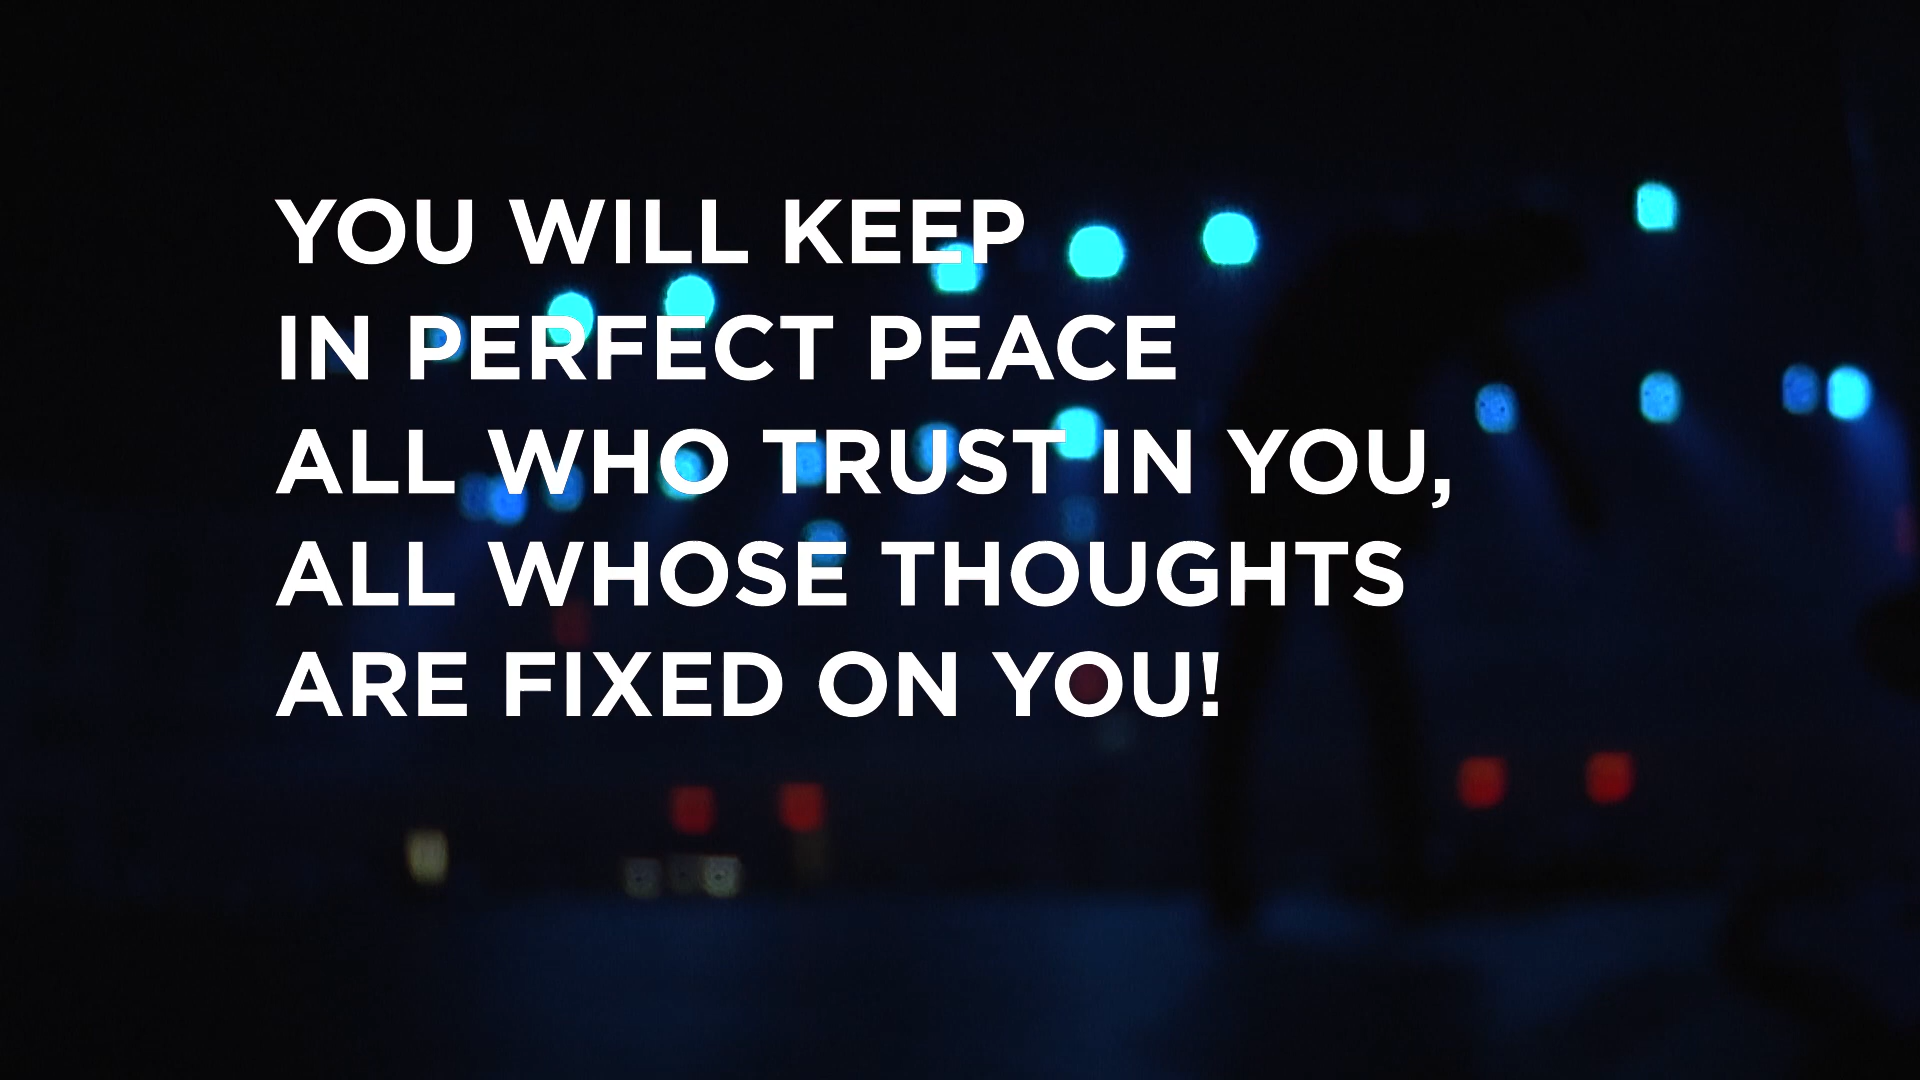 YOU WILL KEEP
IN PERFECT PEACE
ALL WHO TRUST IN YOU,
ALL WHOSE THOUGHTS
ARE FIXED ON YOU!